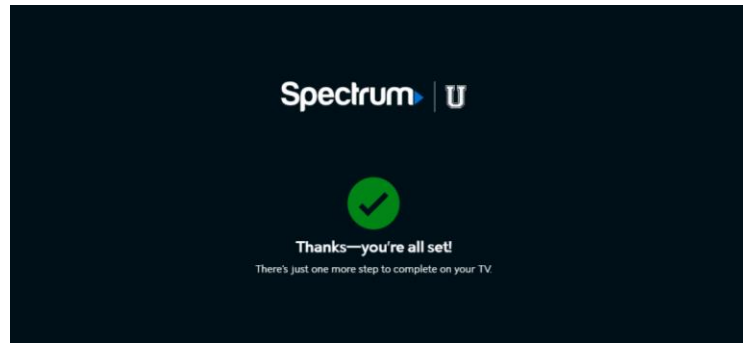 Spectrum U
Thanks—you're all set!
There's just one more step to complete on your TV.